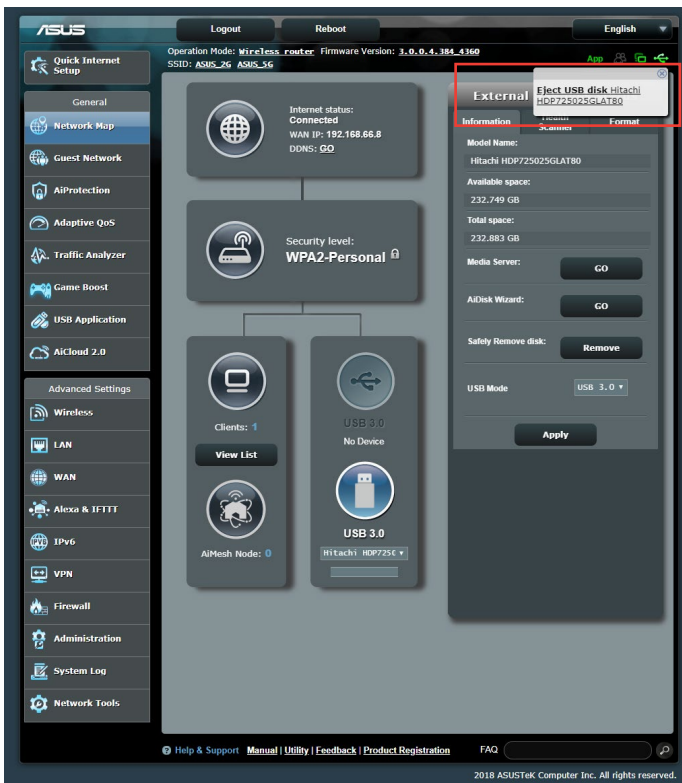 ASUS
Logout
Reboot
English
Quick Internet
Setup
Operation Mode: Wireless router Firmware Version: 3.0.0.4.384_4360
SSID: ASUS_2G ASUS_5G
App
General
Network Map
Guest Network
AiProtection
Adaptive QoS
Traffic Analyzer
Game Boost
USB Application
AiCloud 2.0
Advanced Settings
Wireless
LAN
WAN
Alexa & IFTTT
IPv6
VPN
Firewall
Administration
System Log
Network Tools
Internet status:
Connected
WAN IP: 192.168.66.8
DDNS: GO
Security level:
WPA2-Personal
Clients: 1
View List
AiMesh Node: 0
USB 3.0
No Device
USB 3.0
Hitachi HDP725C
External
Eject USB disk Hitachi
HDP725025GLAT80
Information
Health
Scanner
Format
Model Name:
Hitachi HDP725025GLAT80
Available space:
232.749 GB
Total space:
232.883 GB
Media Server:
GO
AiDisk Wizard:
GO
Safely Remove disk:
Remove
USB Mode
USB 3.0
Apply
Help & Support Manual | Utility | Feedback | Product Registration
FAQ
2018 ASUSTeK Computer Inc. All rights reserved.